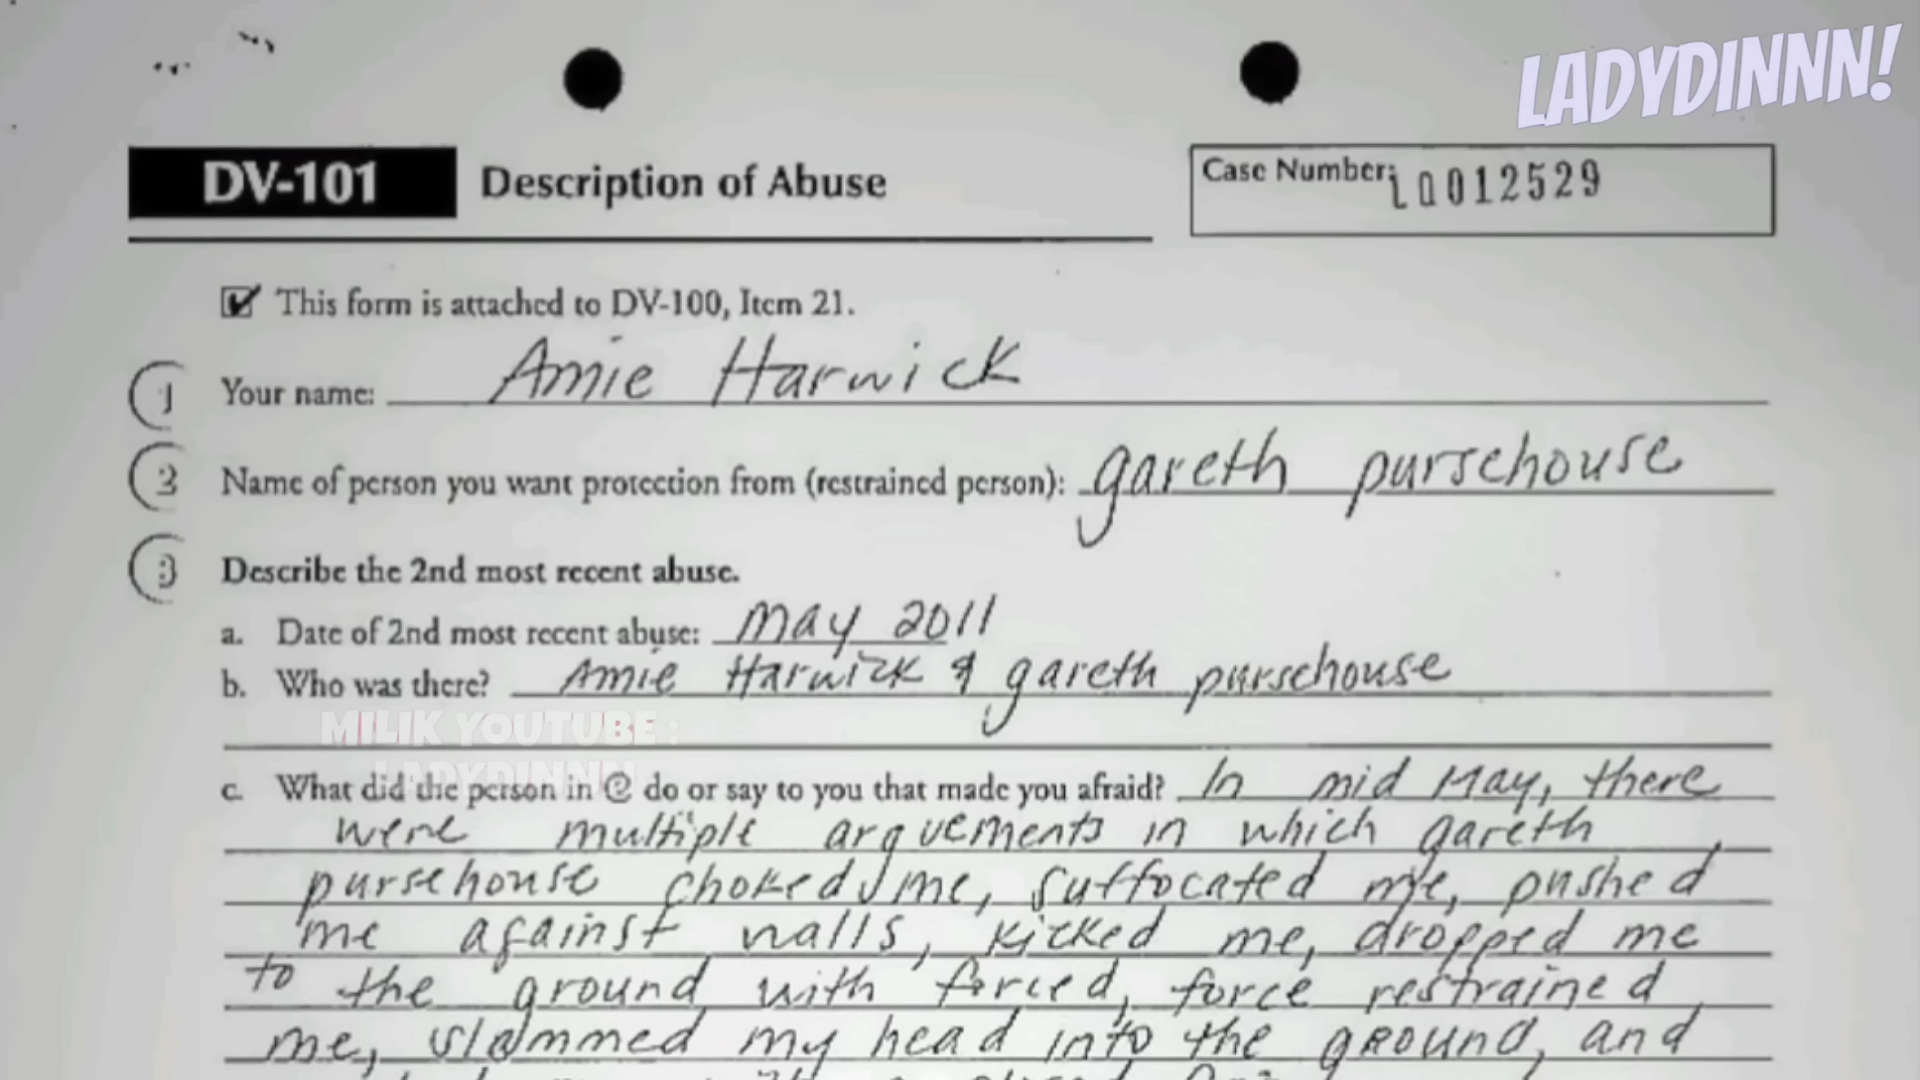 LADYDINNN!
DV-101 Description of Abuse
Case Number: L0012529
This form is attached to DV-100, Item 21.
1 Your name: Amie Harwick
2 Name of person you want protection from (restrained person): gareth purschouse
3 Describe the 2nd most recent abuse.
a. Date of 2nd most recent abuse: May 2011
b. Who was there? Amie Harwick & gareth purschouse
MILIK YOUTUBE :
LADYDINNN
c. What did the person in 2 do or say to you that made you afraid? In mid May, there
were multiple arguements in which gareth
pursehouse choked me, suffocated me, pushed
me against walls, kicked me, dropped me
to the ground with forced, force restrained
me, slammed my head into the ground, and